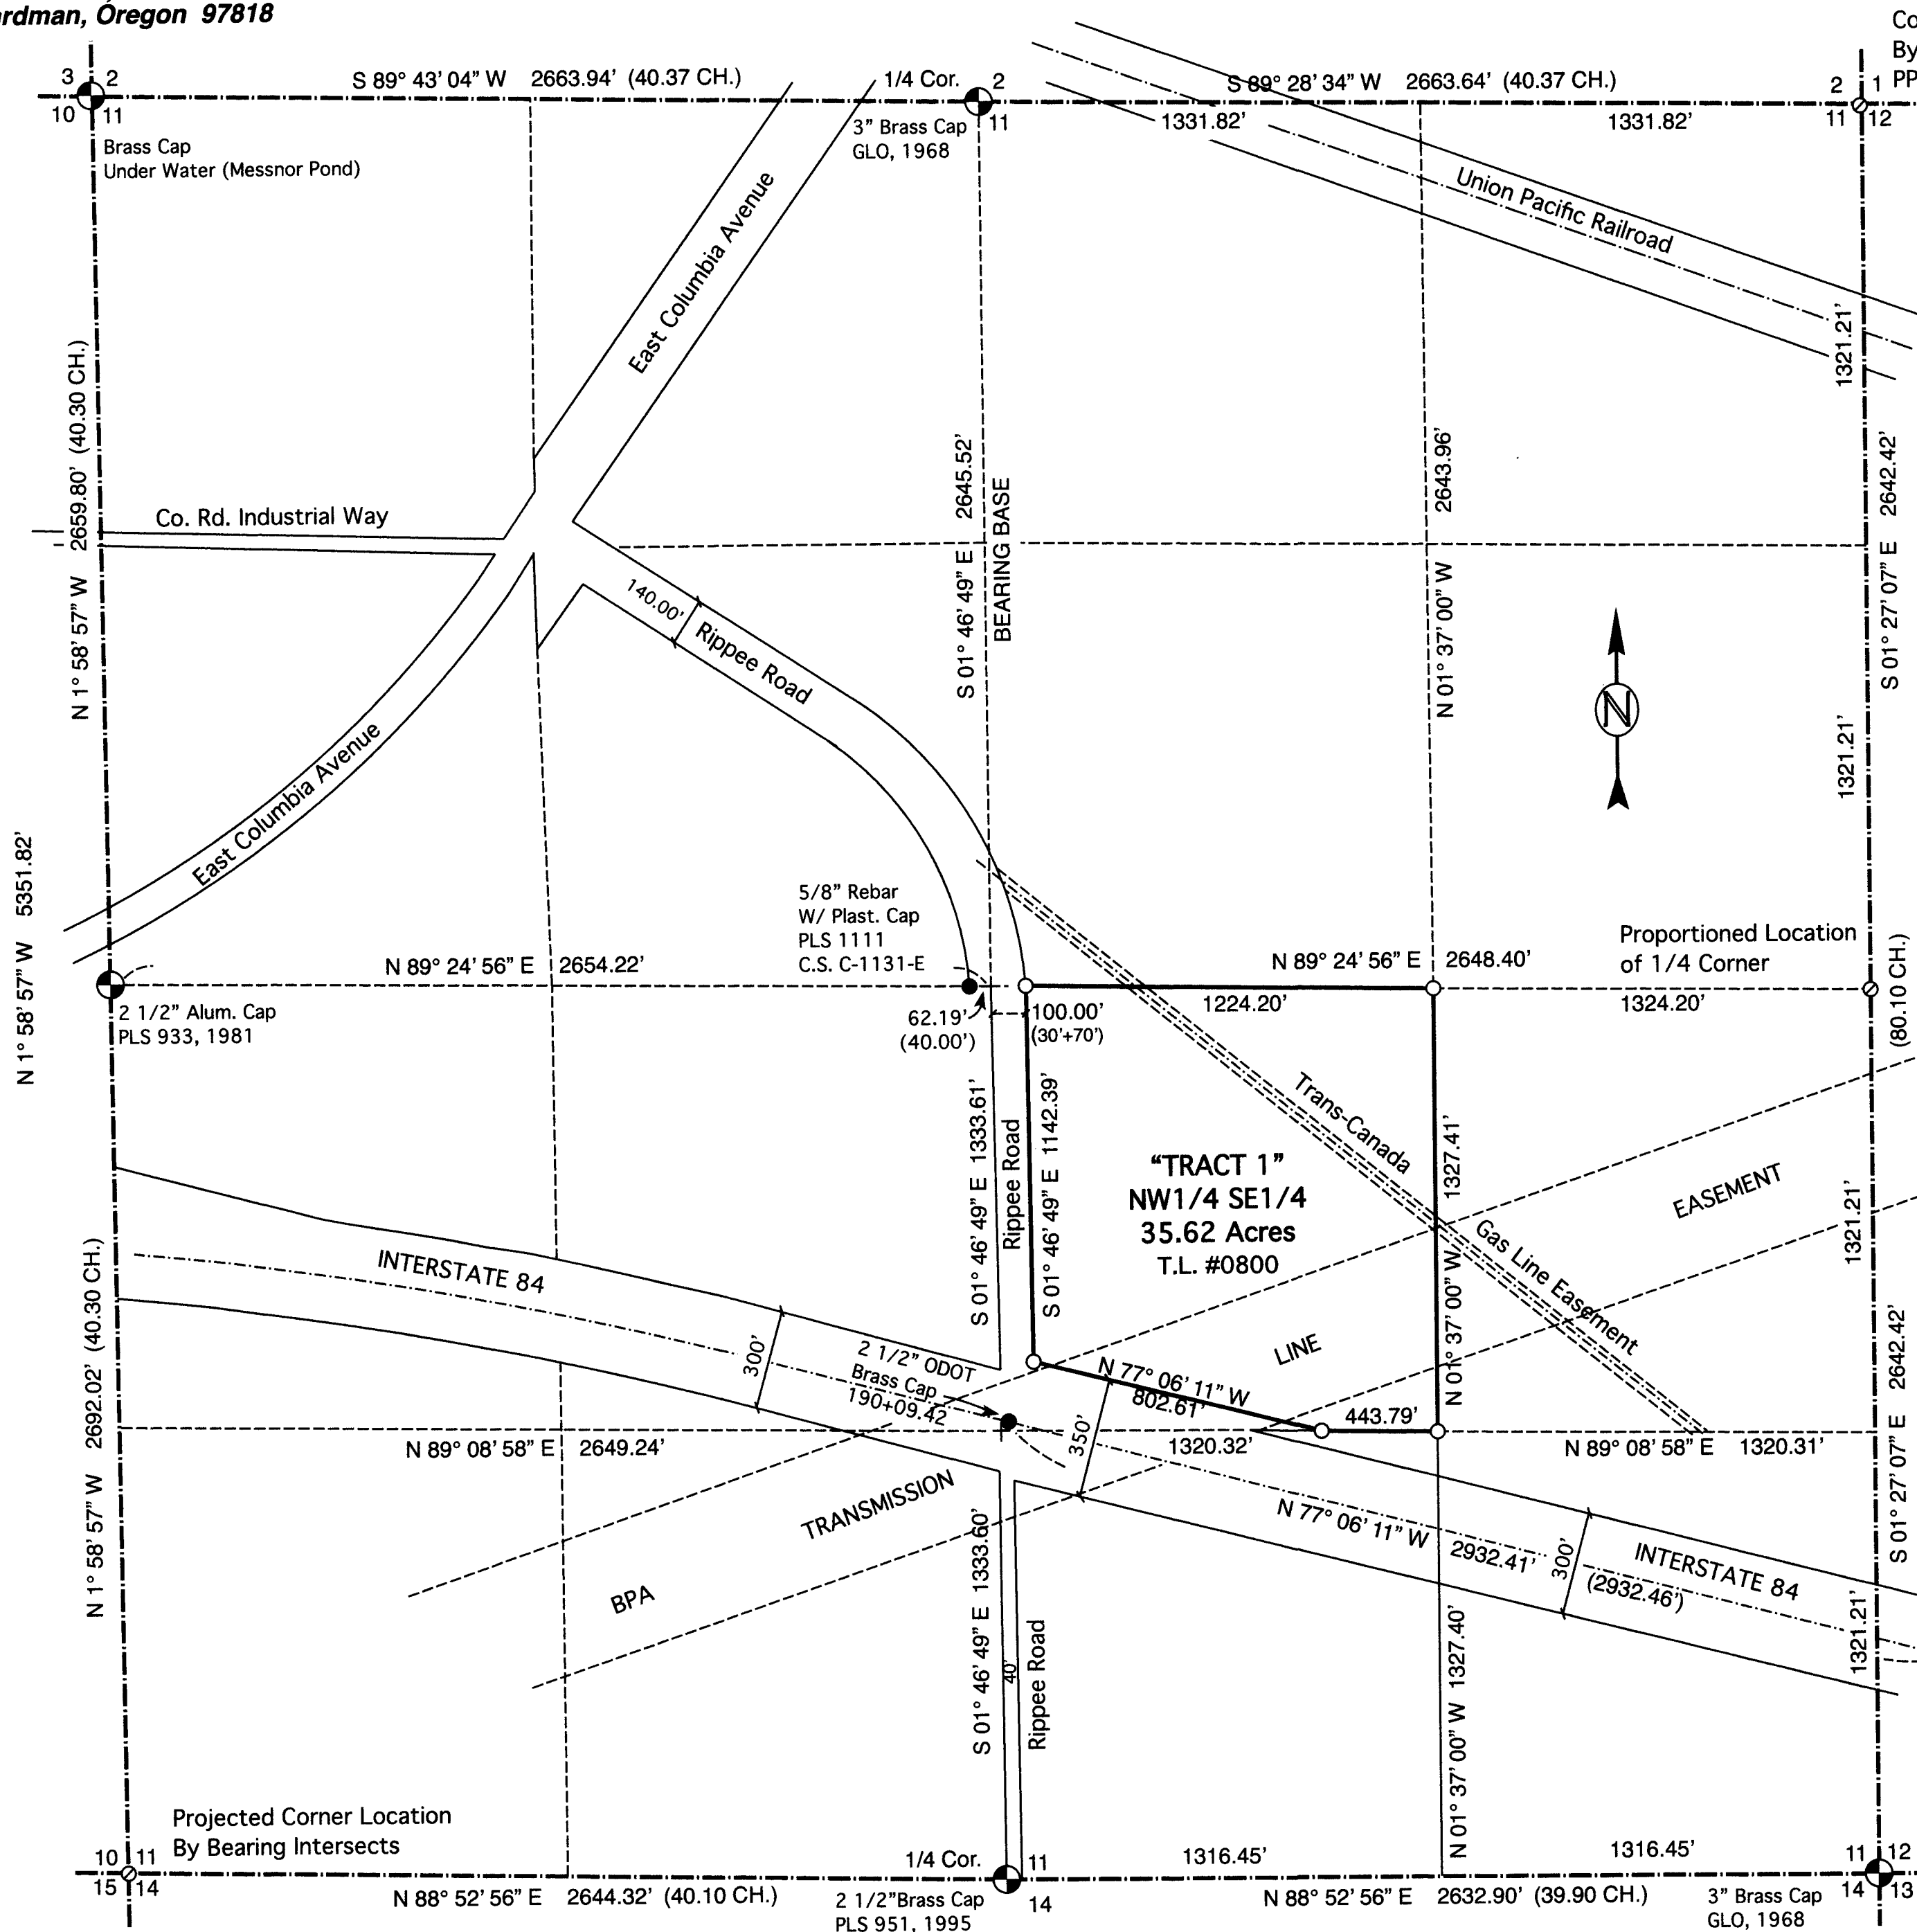 Oregon 97818
Co
By
PP
3 2
10 11
S 89° 43' 04" W 2663.94' (40.37 CH.)
1/4 Cor. 2
11
S 89° 28' 34" W 2663.64' (40.37 CH.)
1331.82'
1331.82'
2 1
11 12
Brass Cap
Under Water (Messnor Pond)
3" Brass Cap
GLO, 1968
East Columbia Avenue
Union Pacific Railroad
1321.21'
N 1° 58' 57" W 2659.80' (40.30 CH.)
S 01° 46' 49" E 2645.52'
BEARING BASE
N 01° 37' 00" W 2643.96'
S 01° 27' 07" E 2642.42'
Co. Rd. Industrial Way
140.00'
Rippee Road
N
1321.21'
East Columbia Avenue
N 1° 58' 57" W 5351.82'
5/8" Rebar
W/ Plast. Cap
PLS 1111
C.S. C-1131-E
Proportioned Location
of 1/4 Corner
N 89° 24' 56" E 2654.22'
N 89° 24' 56" E 2648.40'
(80.10 CH.)
2 1/2" Alum. Cap
PLS 933, 1981
62.19'
(40.00')
100.00'
(30'+70')
1224.20'
1324.20'
S 01° 46' 49" E 1333.61'
Rippee Road
S 01° 46' 49" E 1142.39'
"TRACT 1"
NW1/4 SE1/4
35.62 Acres
T.L. #0800
Trans-Canada
Gas Line Easement
1327.41'
N 01° 37' 00" W
EASEMENT
1321.21'
INTERSTATE 84
300'
2 1/2" ODOT
Brass Cap
190+09.42
N 77° 06' 11" W
802.61'
LINE
443.79'
350'
N 1° 58' 57" W 2692.02' (40.30 CH.)
S 01° 27' 07" E 2642.42'
N 89° 08' 58" E 2649.24'
1320.32'
N 89° 08' 58" E 1320.31'
TRANSMISSION
BPA
S 01° 46' 49" E 1333.60'
40'
Rippee Road
N 77° 06' 11" W 2932.41'
(2932.46')
300'
INTERSTATE 84
N 01° 37' 00" W 1327.40'
1321.21'
Projected Corner Location
By Bearing Intersects
10 11
15 14
N 88° 52' 56" E 2644.32' (40.10 CH.)
1/4 Cor. 11
14
2 1/2"Brass Cap
PLS 951, 1995
1316.45'
1316.45'
N 88° 52' 56" E 2632.90' (39.90 CH.)
3" Brass Cap
GLO, 1968
11 12
14 13